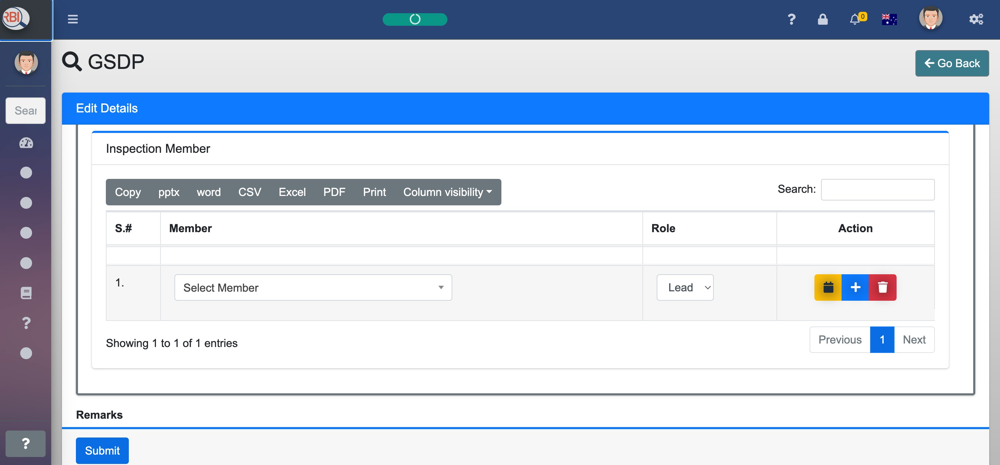 RBI
0
GSDP
Go Back
Sear
Edit Details
Inspection Member
Copy pptx word CSV Excel PDF Print Column visibility
Search:
S.# Member Role Action
1. Select Member Lead
Showing 1 to 1 of 1 entries
Previous 1 Next
Remarks
?
Submit